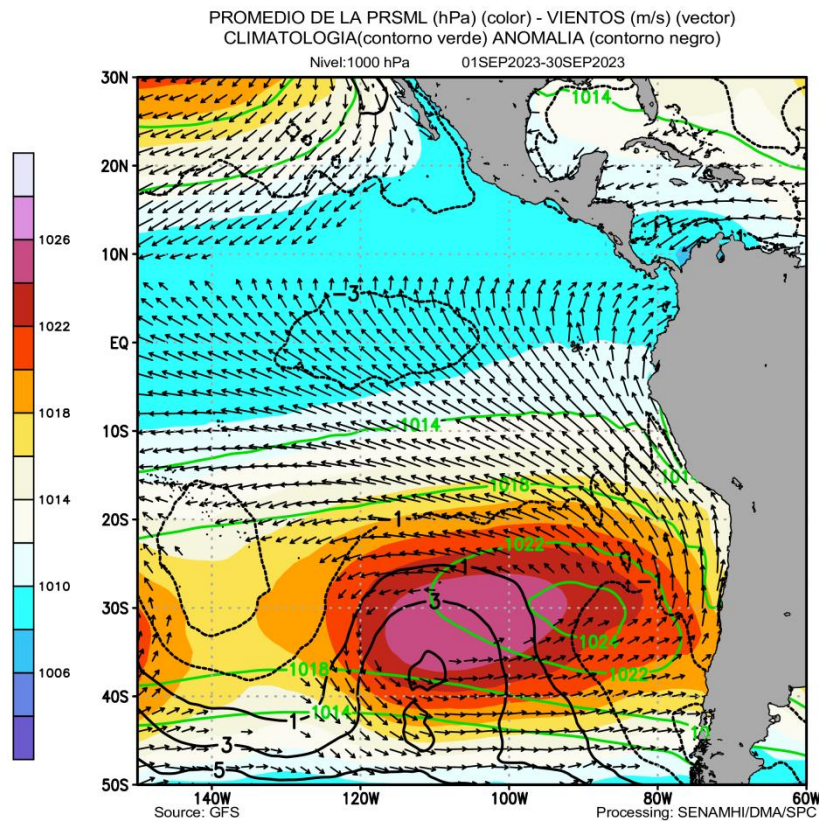 PROMEDIO DE LA PRSML (hPa) (color) - VIENTOS (m/s) (vector)
CLIMATOLOGIA(contorno verde) ANOMALIA (contorno negro)
Nivel:1000 hPa 01SEP2023-30SEP2023
30N
20N
10N
EQ
10S
20S
30S
40S
50S
140W 120W 100W 80W 60W
1026
1022
1018
1014
1010
1006
1014
-3
1014
1018
1
1022
1
-1
3
1024
1022
1018
1
1014
3
5
Source: GFS Processing: SENAMHI/DMA/SPC